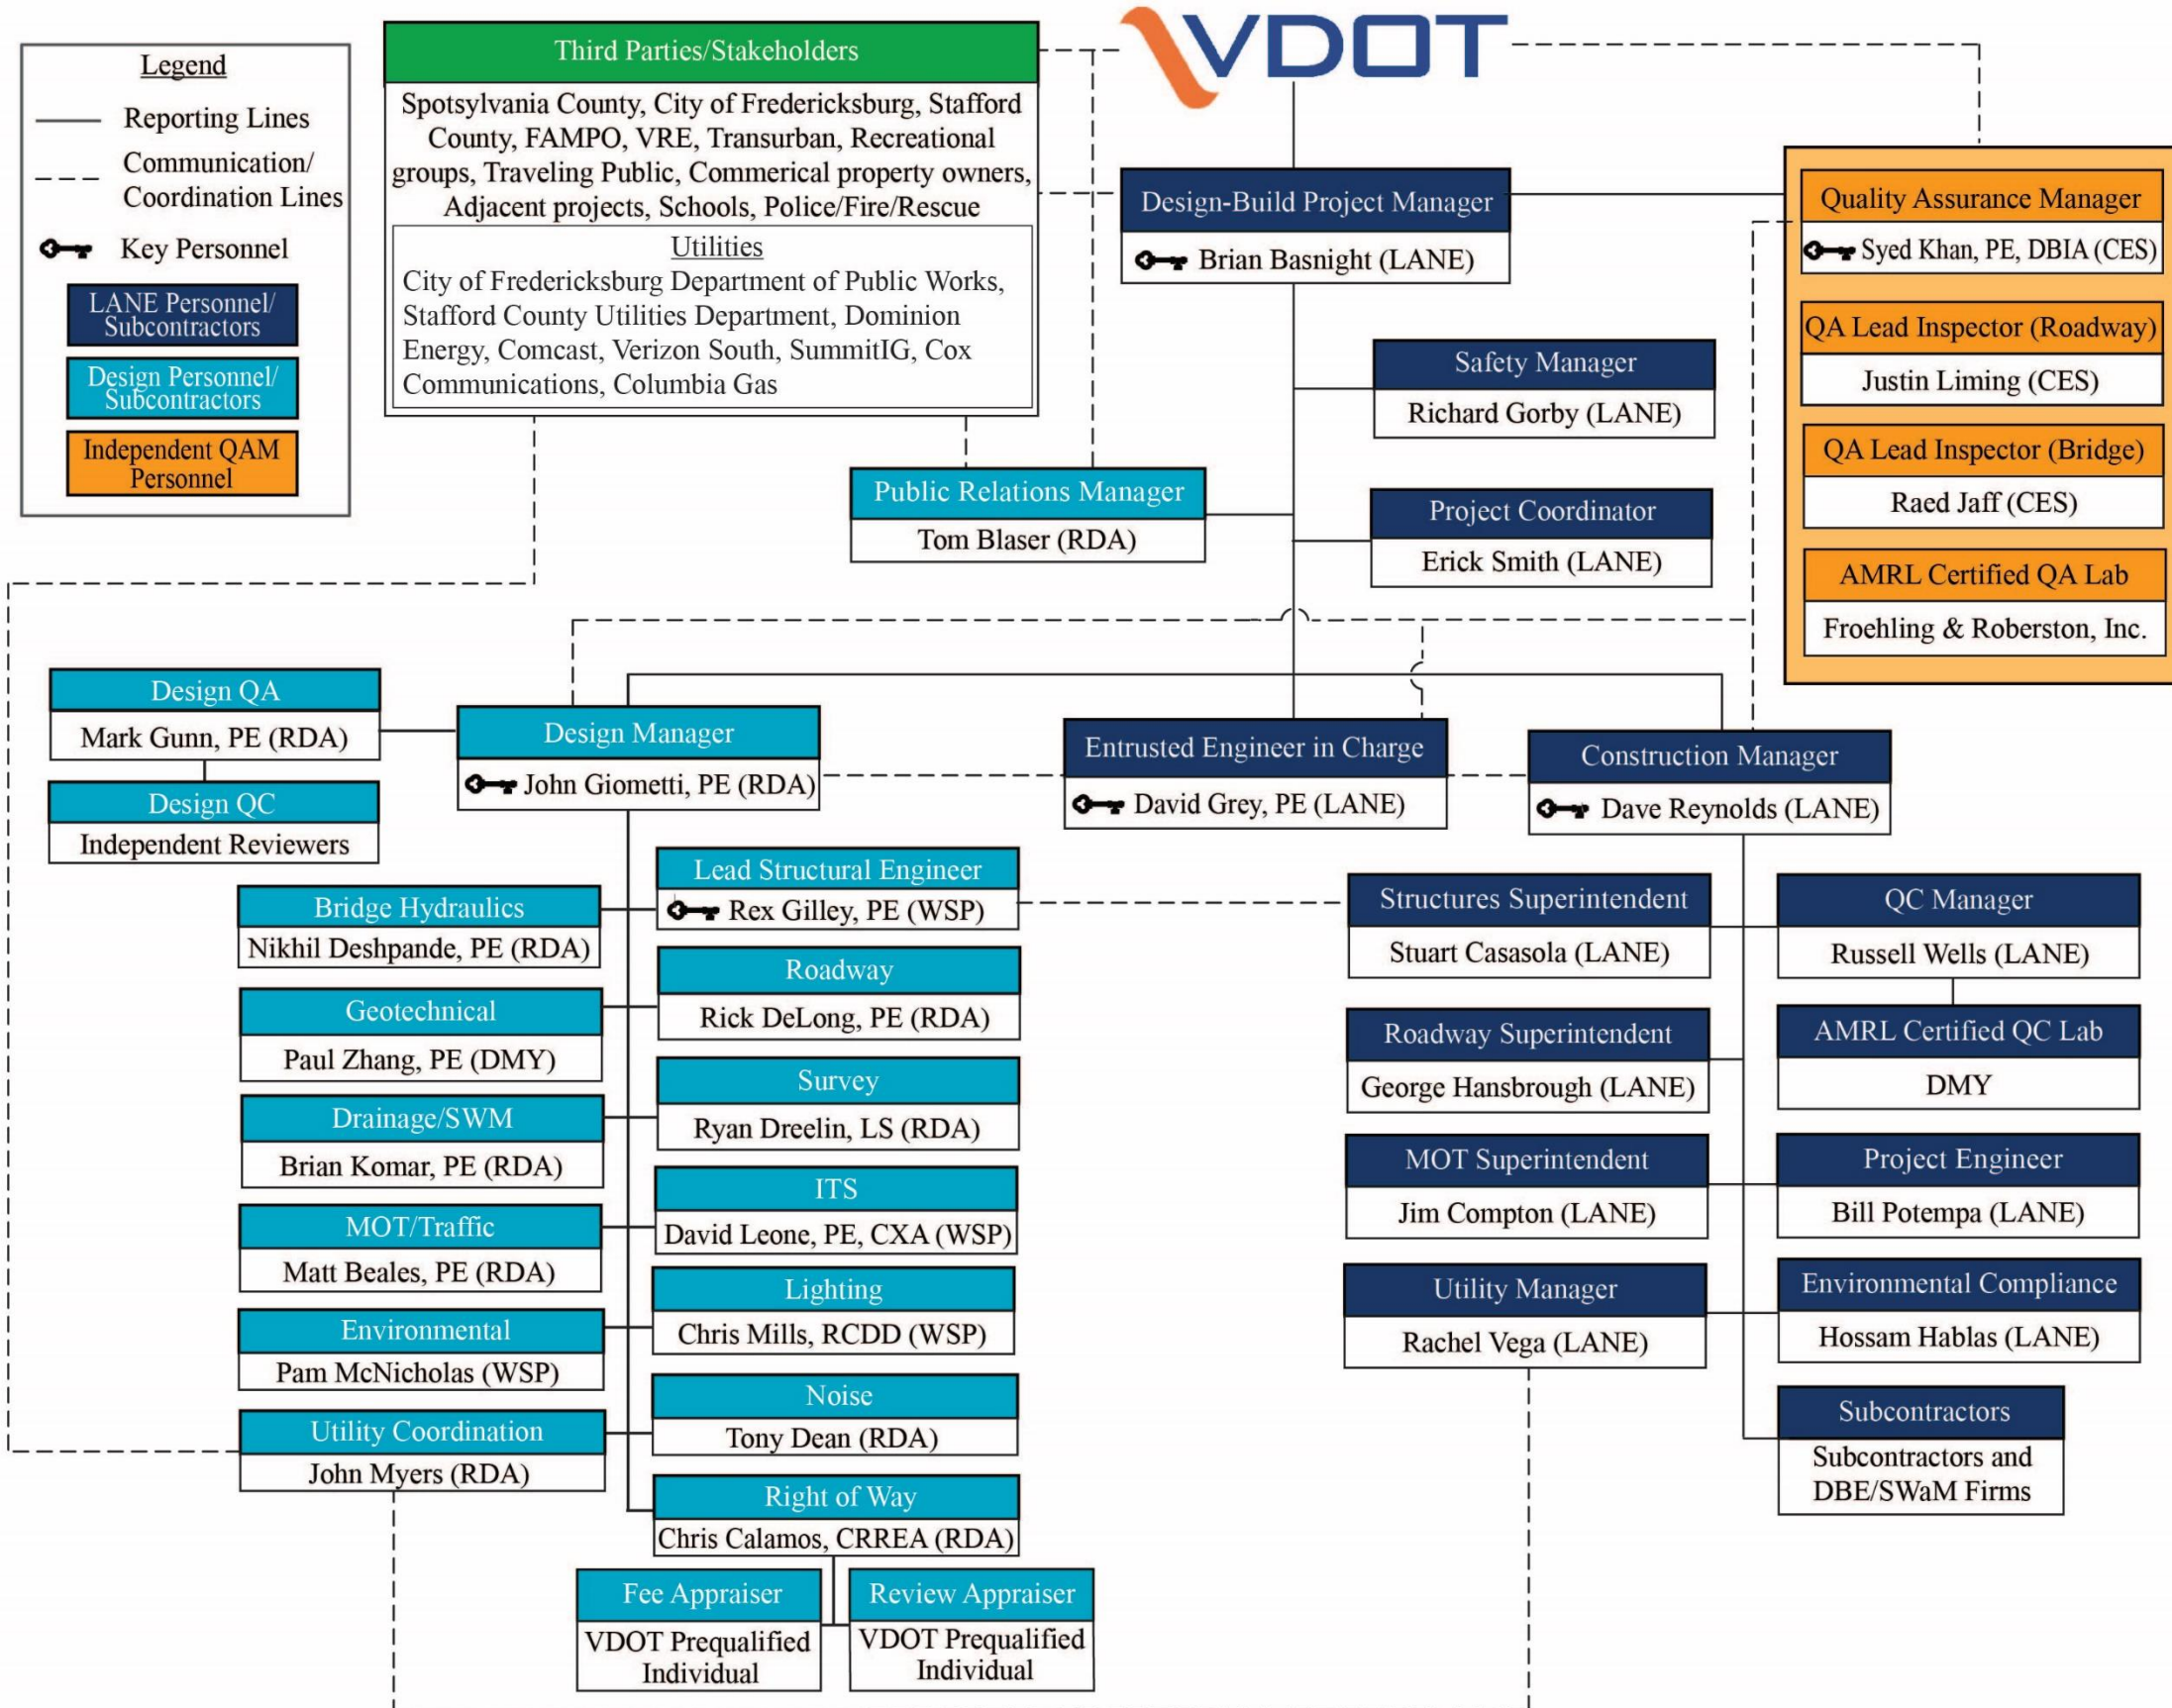 Legend
Reporting Lines
Communication/
Coordination Lines
Key Personnel
LANE Personnel/
Subcontractors
Design Personnel/
Subcontractors
Independent QAM
Personnel
Third Parties/Stakeholders
Spotsylvania County, City of Fredericksburg, Stafford
County, FAMPO, VRE, Transurban, Recreational
groups, Traveling Public, Commerical property owners,
Adjacent projects, Schools, Police/Fire/Rescue
Utilities
City of Fredericksburg Department of Public Works,
Stafford County Utilities Department, Dominion
Energy, Comcast, Verizon South, SummitIG, Cox
Communications, Columbia Gas
VDOT
Design-Build Project Manager
Brian Basnight (LANE)
Quality Assurance Manager
Syed Khan, PE, DBIA (CES)
QA Lead Inspector (Roadway)
Justin Liming (CES)
QA Lead Inspector (Bridge)
Raed Jaff (CES)
AMRL Certified QA Lab
Froehling & Roberston, Inc.
Safety Manager
Richard Gorby (LANE)
Public Relations Manager
Tom Blaser (RDA)
Project Coordinator
Erick Smith (LANE)
Design QA
Mark Gunn, PE (RDA)
Design QC
Independent Reviewers
Design Manager
John Giometti, PE (RDA)
Entrusted Engineer in Charge
David Grey, PE (LANE)
Construction Manager
Dave Reynolds (LANE)
Bridge Hydraulics
Nikhil Deshpande, PE (RDA)
Geotechnical
Paul Zhang, PE (DMY)
Drainage/SWM
Brian Komar, PE (RDA)
MOT/Traffic
Matt Beales, PE (RDA)
Environmental
Pam McNicholas (WSP)
Utility Coordination
John Myers (RDA)
Lead Structural Engineer
Rex Gilley, PE (WSP)
Roadway
Rick DeLong, PE (RDA)
Survey
Ryan Dreelin, LS (RDA)
ITS
David Leone, PE, CXA (WSP)
Lighting
Chris Mills, RCDD (WSP)
Noise
Tony Dean (RDA)
Right of Way
Chris Calamos, CRREA (RDA)
Fee Appraiser
VDOT Prequalified
Individual
Review Appraiser
VDOT Prequalified
Individual
Structures Superintendent
Stuart Casasola (LANE)
Roadway Superintendent
George Hansbrough (LANE)
MOT Superintendent
Jim Compton (LANE)
Utility Manager
Rachel Vega (LANE)
QC Manager
Russell Wells (LANE)
AMRL Certified QC Lab
DMY
Project Engineer
Bill Potempa (LANE)
Environmental Compliance
Hossam Hablas (LANE)
Subcontractors
Subcontractors and
DBE/SWaM Firms